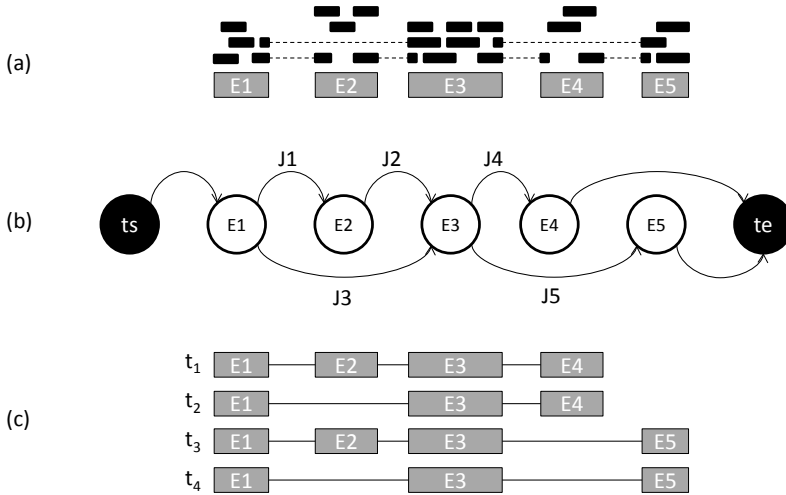 (a)
E1 E2 E3 E4 E5
J1 J2 J4
(b)
ts E1 E2 E3 E4 E5 te
J3 J5
t1 E1 E2 E3 E4
t2 E1 E3 E4
(c)
t3 E1 E2 E3 E5
t4 E1 E3 E5